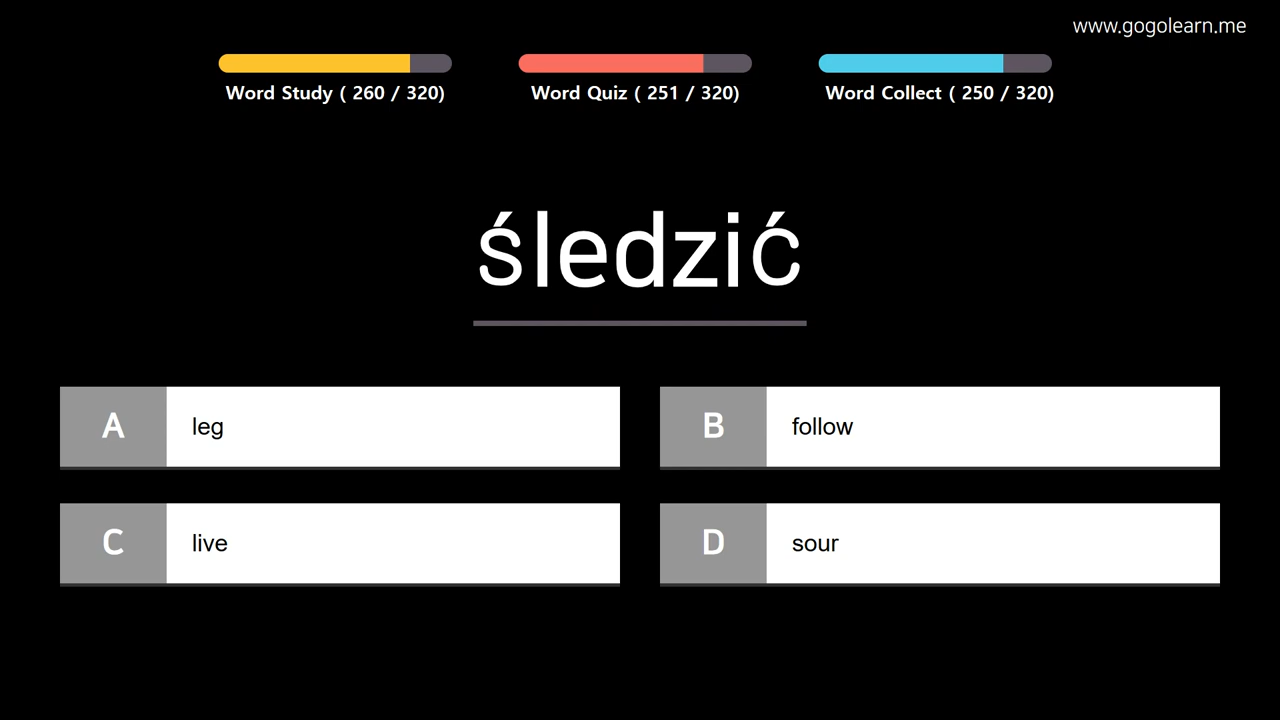 www.gogolearn.me
Word Study ( 260 / 320)
Word Quiz ( 251 / 320)
Word Collect ( 250 / 320)
śledzić
A leg
B follow
C live
D sour